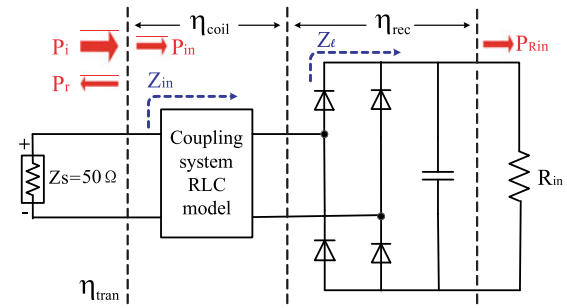 η_coil
η_rec
P_i
P_in
Z_ℓ
P_Rin
P_r
Z_in
+
Zs=50 Ω
-
Coupling
system
RLC
model
R_in
η_tran